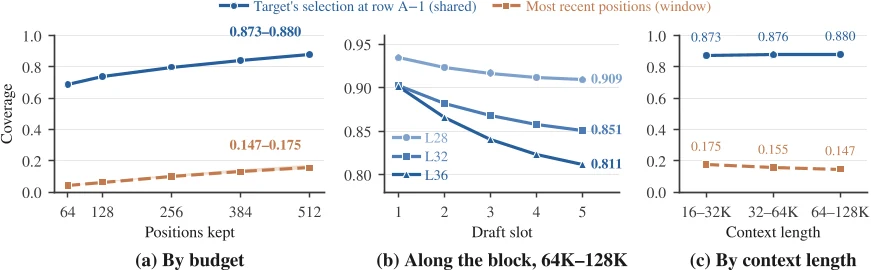 Target's selection at row A−1 (shared) Most recent positions (window)
Coverage
1.0
0.8
0.6
0.4
0.2
0.0
0.873–0.880
0.147–0.175
64 128 256 384 512
Positions kept
(a) By budget
0.95
0.90
0.85
0.80
0.909
0.851
0.811
L28
L32
L36
1 2 3 4 5
Draft slot
(b) Along the block, 64K–128K
1.0
0.8
0.6
0.4
0.2
0.0
0.873 0.876 0.880
0.175 0.155 0.147
16–32K 32–64K 64–128K
Context length
(c) By context length